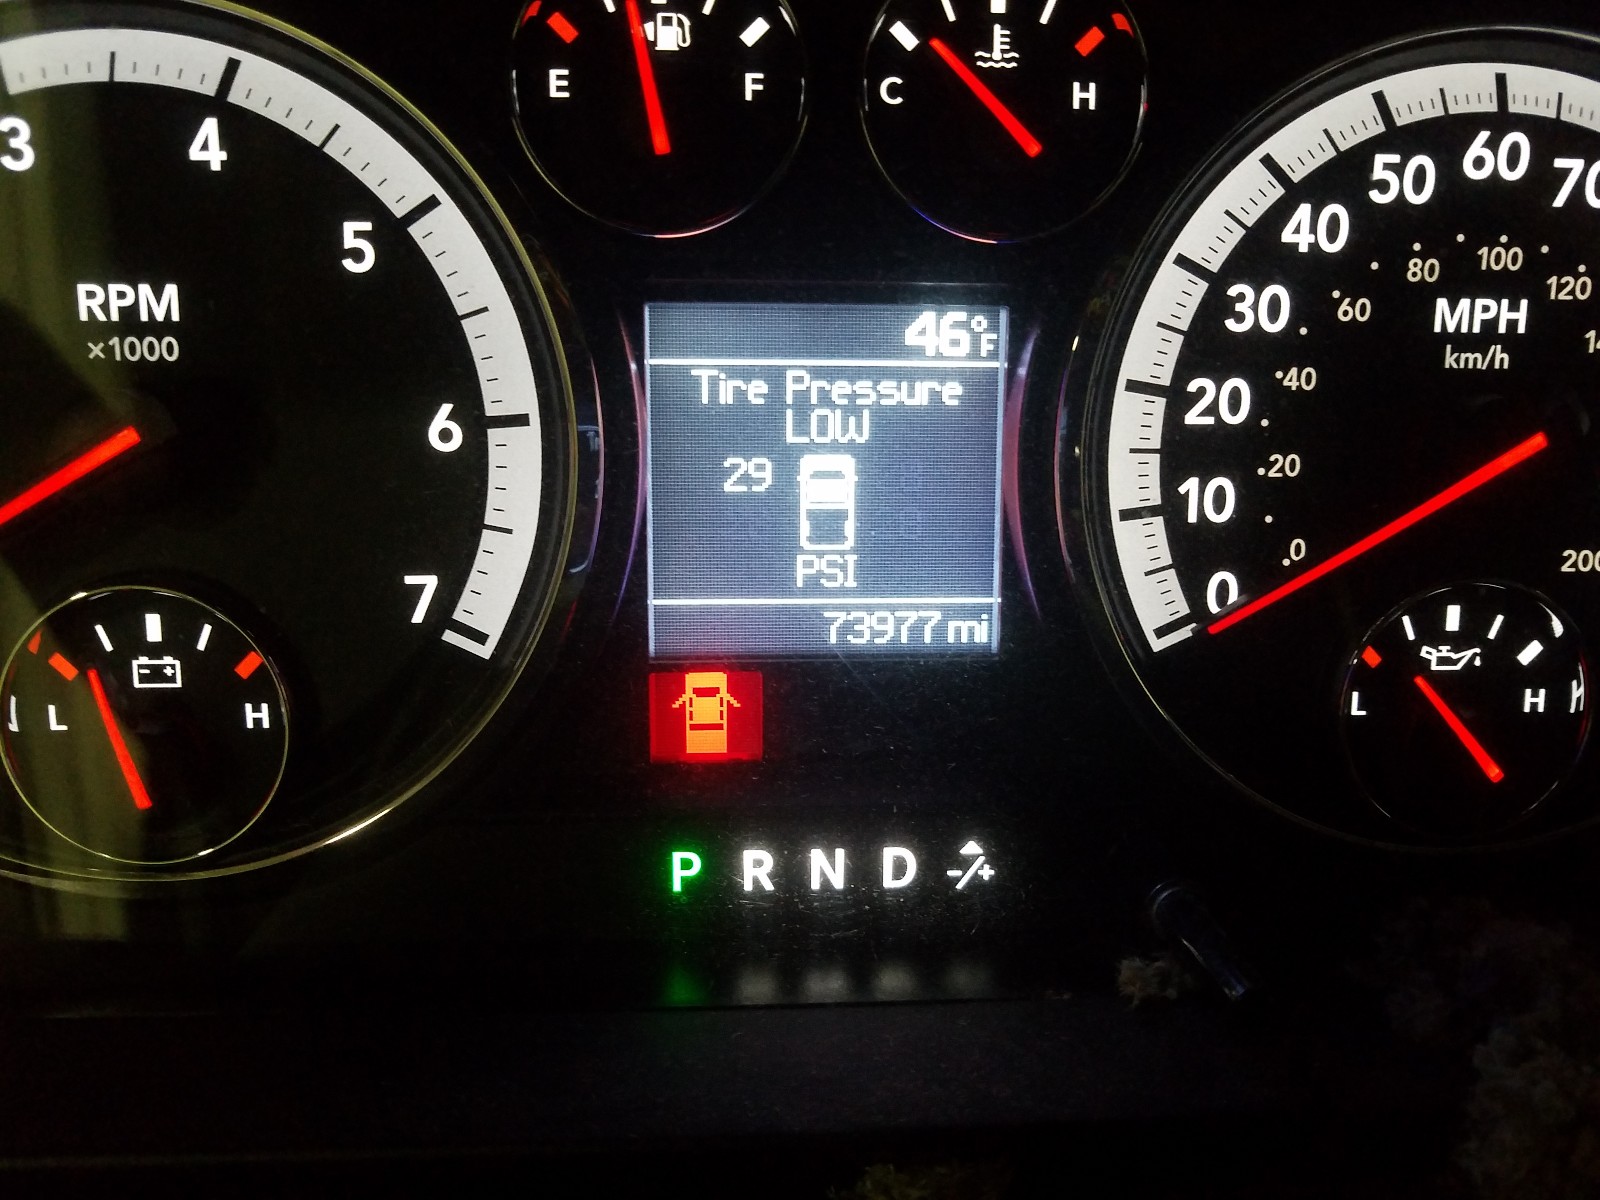 E F
C H
3
4
5
6
7
RPM
×1000
L H
46°F
Tire Pressure
LOW
29
PSI
73977 mi
P R N D -/+
0
10
20
30
40
50
60
70
MPH
km/h
0
20
40
60
80
100
120
200
L H